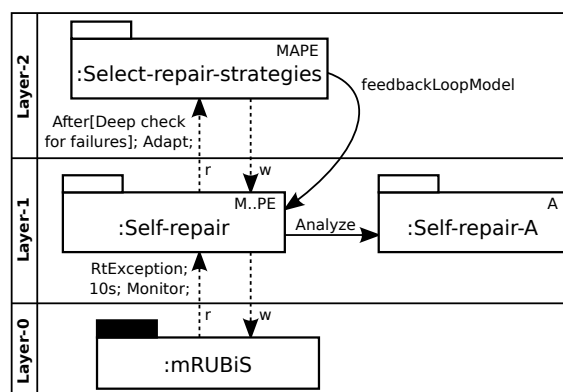 Layer-2
MAPE
:Select-repair-strategies
feedbackLoopModel
After[Deep check
for failures]; Adapt;
r
w
Layer-1
M..PE
:Self-repair
Analyze
A
:Self-repair-A
RtException;
10s; Monitor;
r
w
Layer-0
:mRUBiS